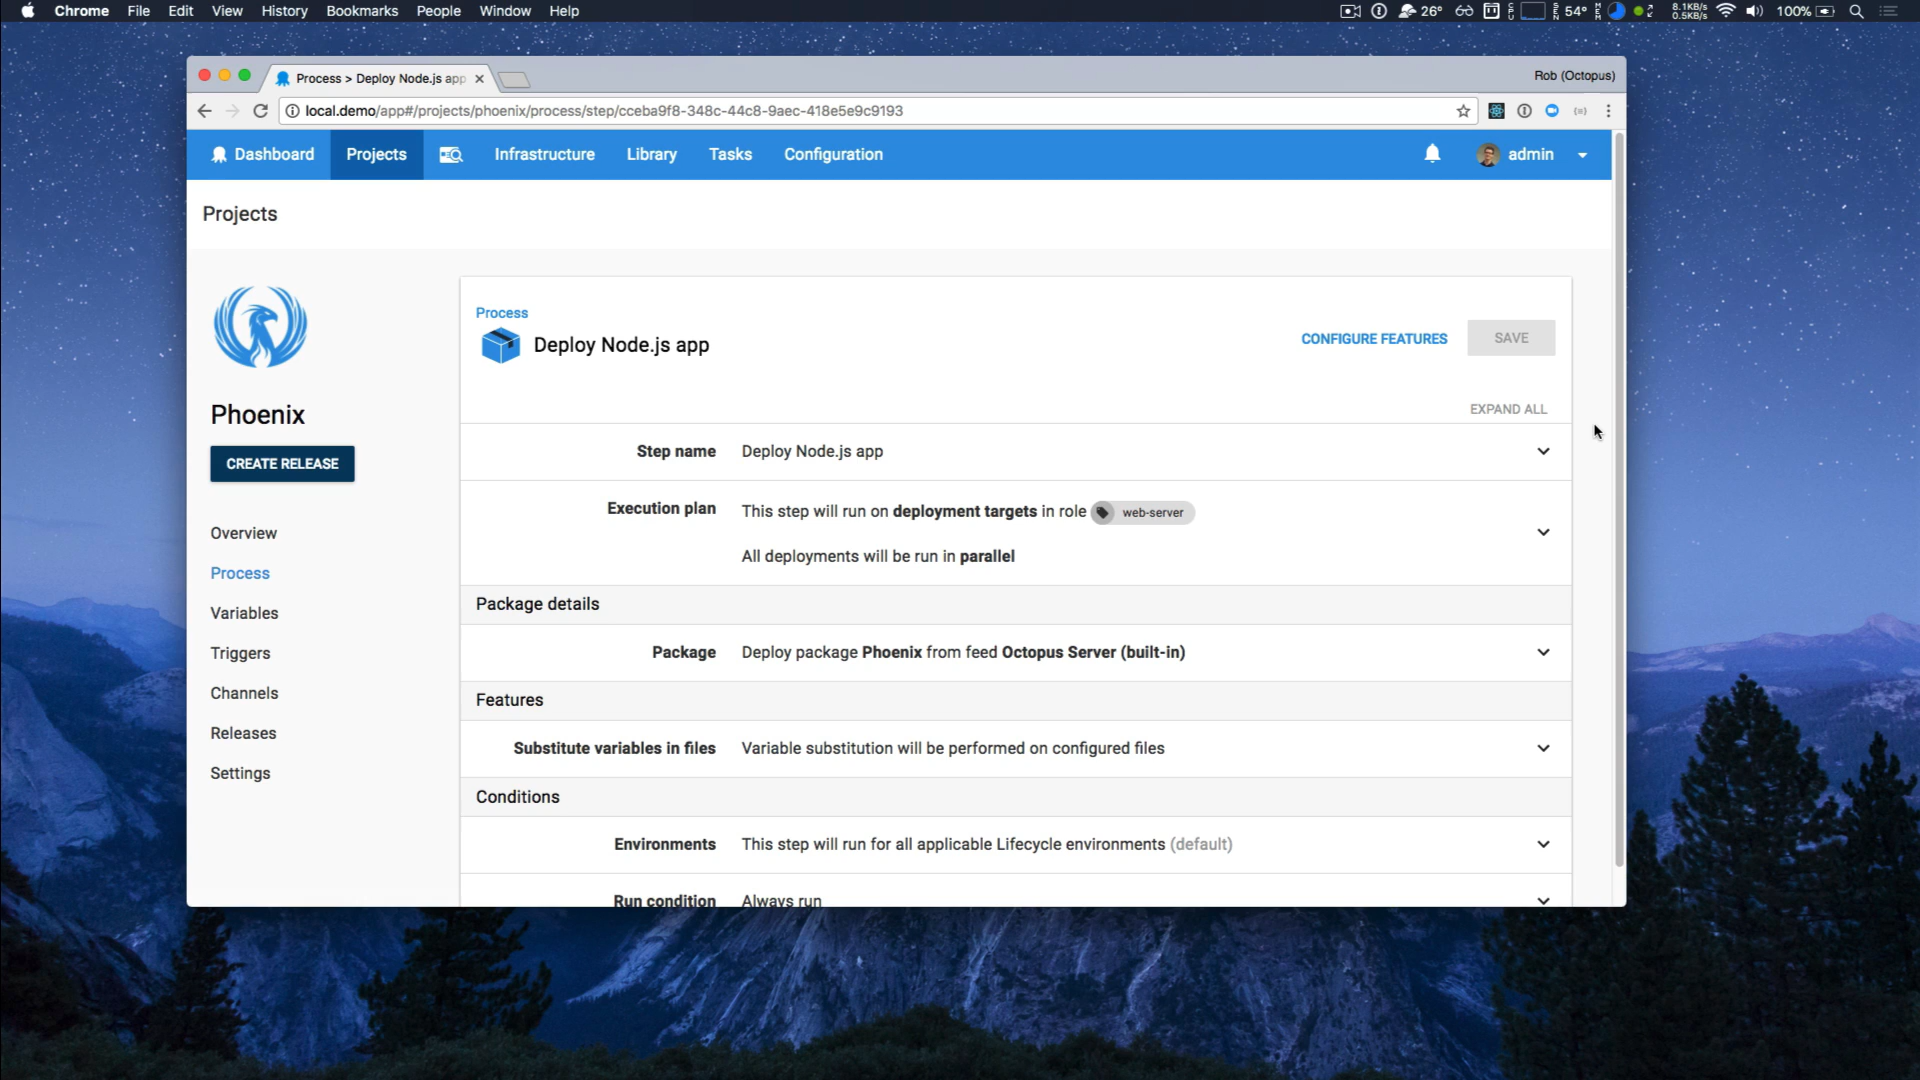 Chrome File Edit View History Bookmarks People Window Help 26° 54° 8.1KB/s 0.5KB/s 100%
Process > Deploy Node.js app
Rob (Octopus)
local.demo/app#/projects/phoenix/process/step/cceba9f8-348c-44c8-9aec-418e5e9c9193
Dashboard Projects Infrastructure Library Tasks Configuration admin
Projects
Phoenix
CREATE RELEASE
Overview
Process
Variables
Triggers
Channels
Releases
Settings
Process
Deploy Node.js app
CONFIGURE FEATURES SAVE
EXPAND ALL
Step name Deploy Node.js app
Execution plan This step will run on deployment targets in role web-server
All deployments will be run in parallel
Package details
Package Deploy package Phoenix from feed Octopus Server (built-in)
Features
Substitute variables in files Variable substitution will be performed on configured files
Conditions
Environments This step will run for all applicable Lifecycle environments (default)
Run condition Always run